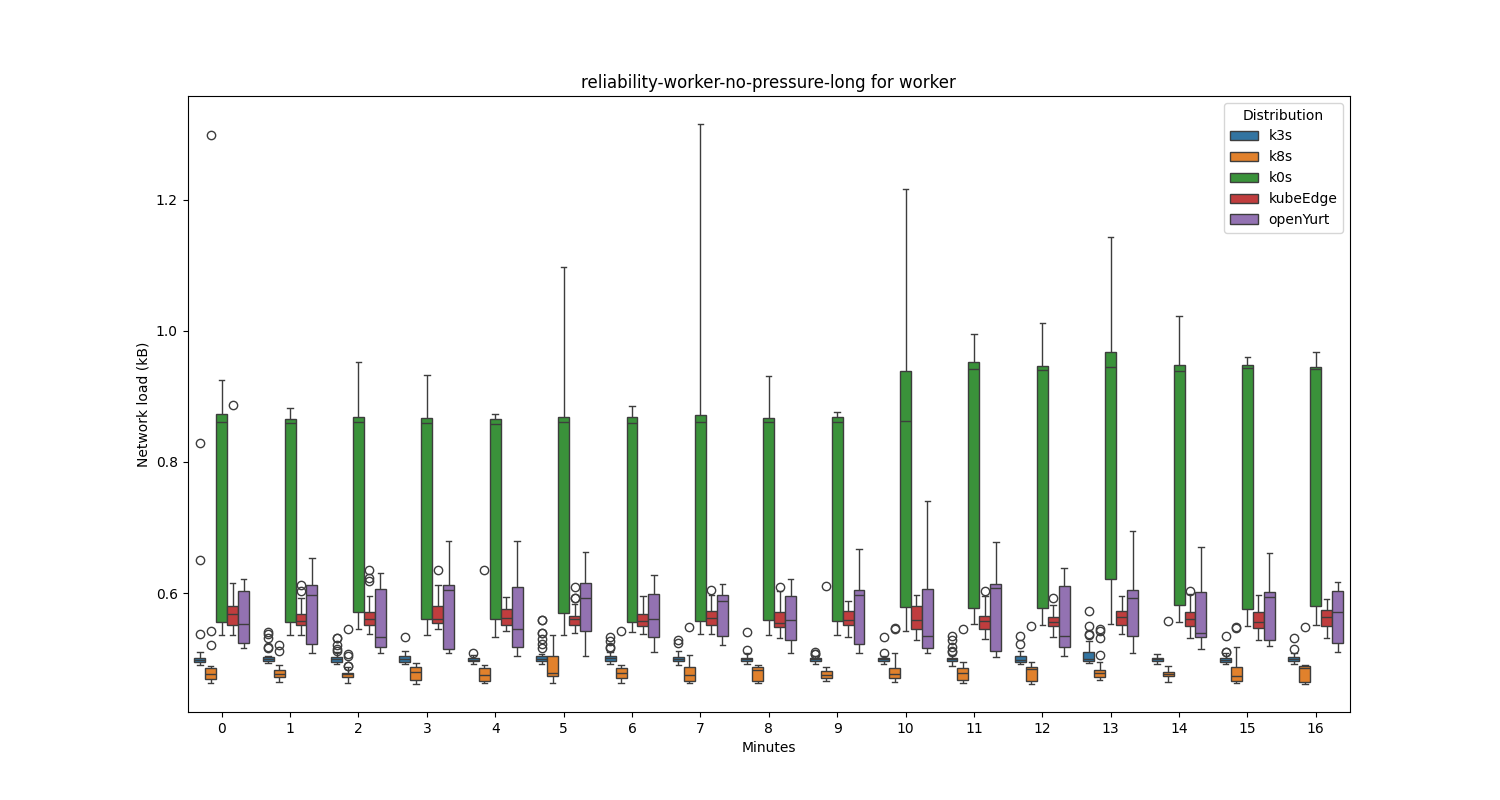 reliability-worker-no-pressure-long for worker
Distribution
k3s
k8s
k0s
kubeEdge
openYurt
Network load (kB)
1.2
1.0
0.8
0.6
0 1 2 3 4 5 6 7 8 9 10 11 12 13 14 15 16
Minutes